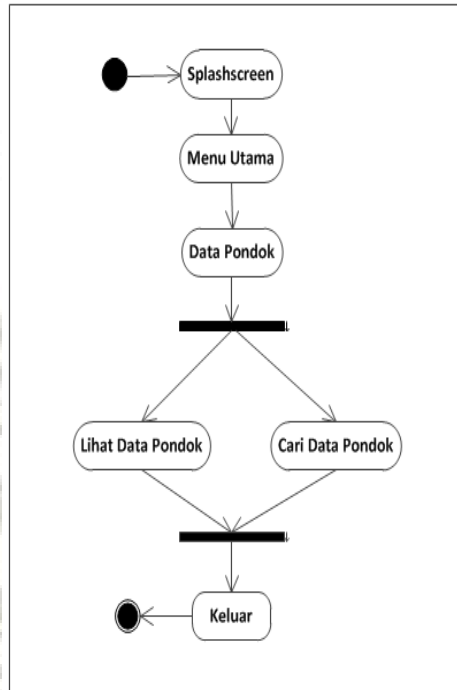 Splashscreen
Menu Utama
Data Pondok
Lihat Data Pondok
Cari Data Pondok
Keluar